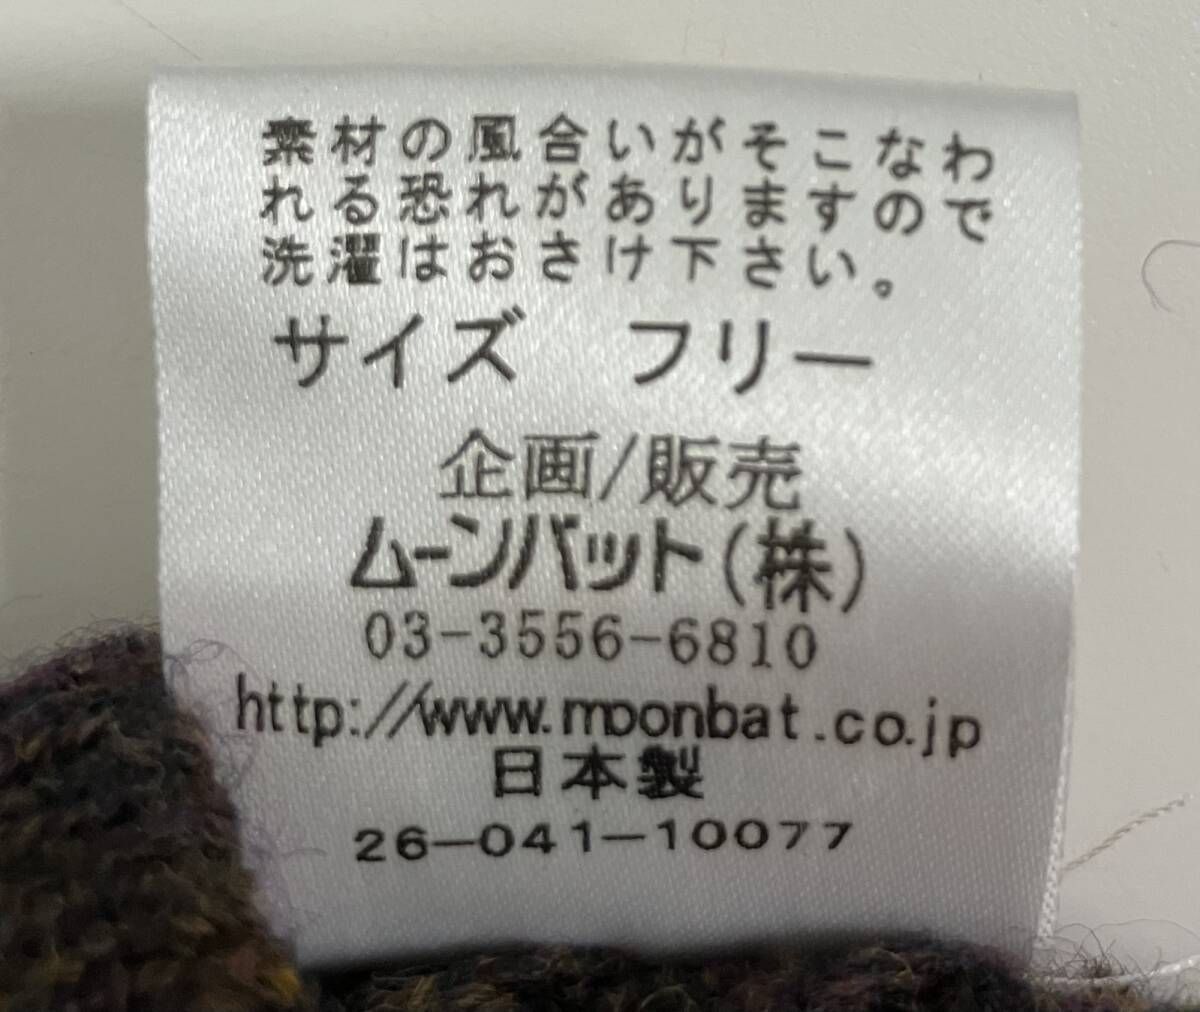 素材の風合いがそこなわ
れる恐れがありますので
洗濯はおさけ下さい。
サイズ　フリー
企画/販売
ムーンバット(株)
03-3556-6810
http://www.moonbat.co.jp
日本製
26-041-10077